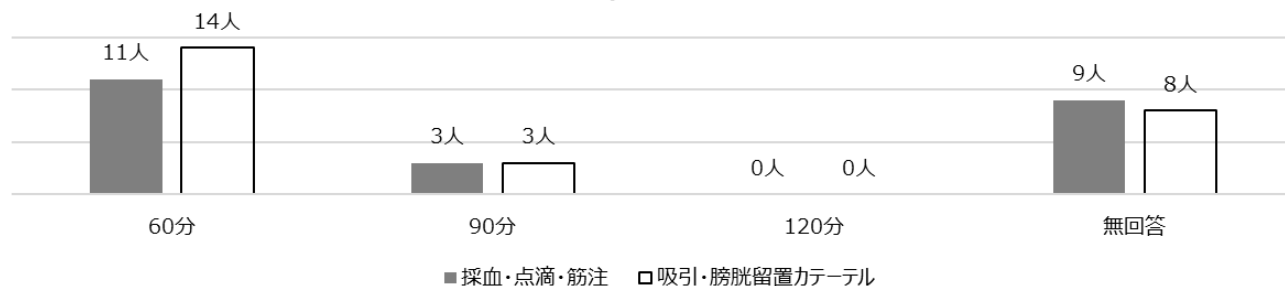 11人 14人 3人 3人 0人 0人 9人 8人
60分 90分 120分 無回答
採血・点滴・筋注 吸引・膀胱留置カテーテル